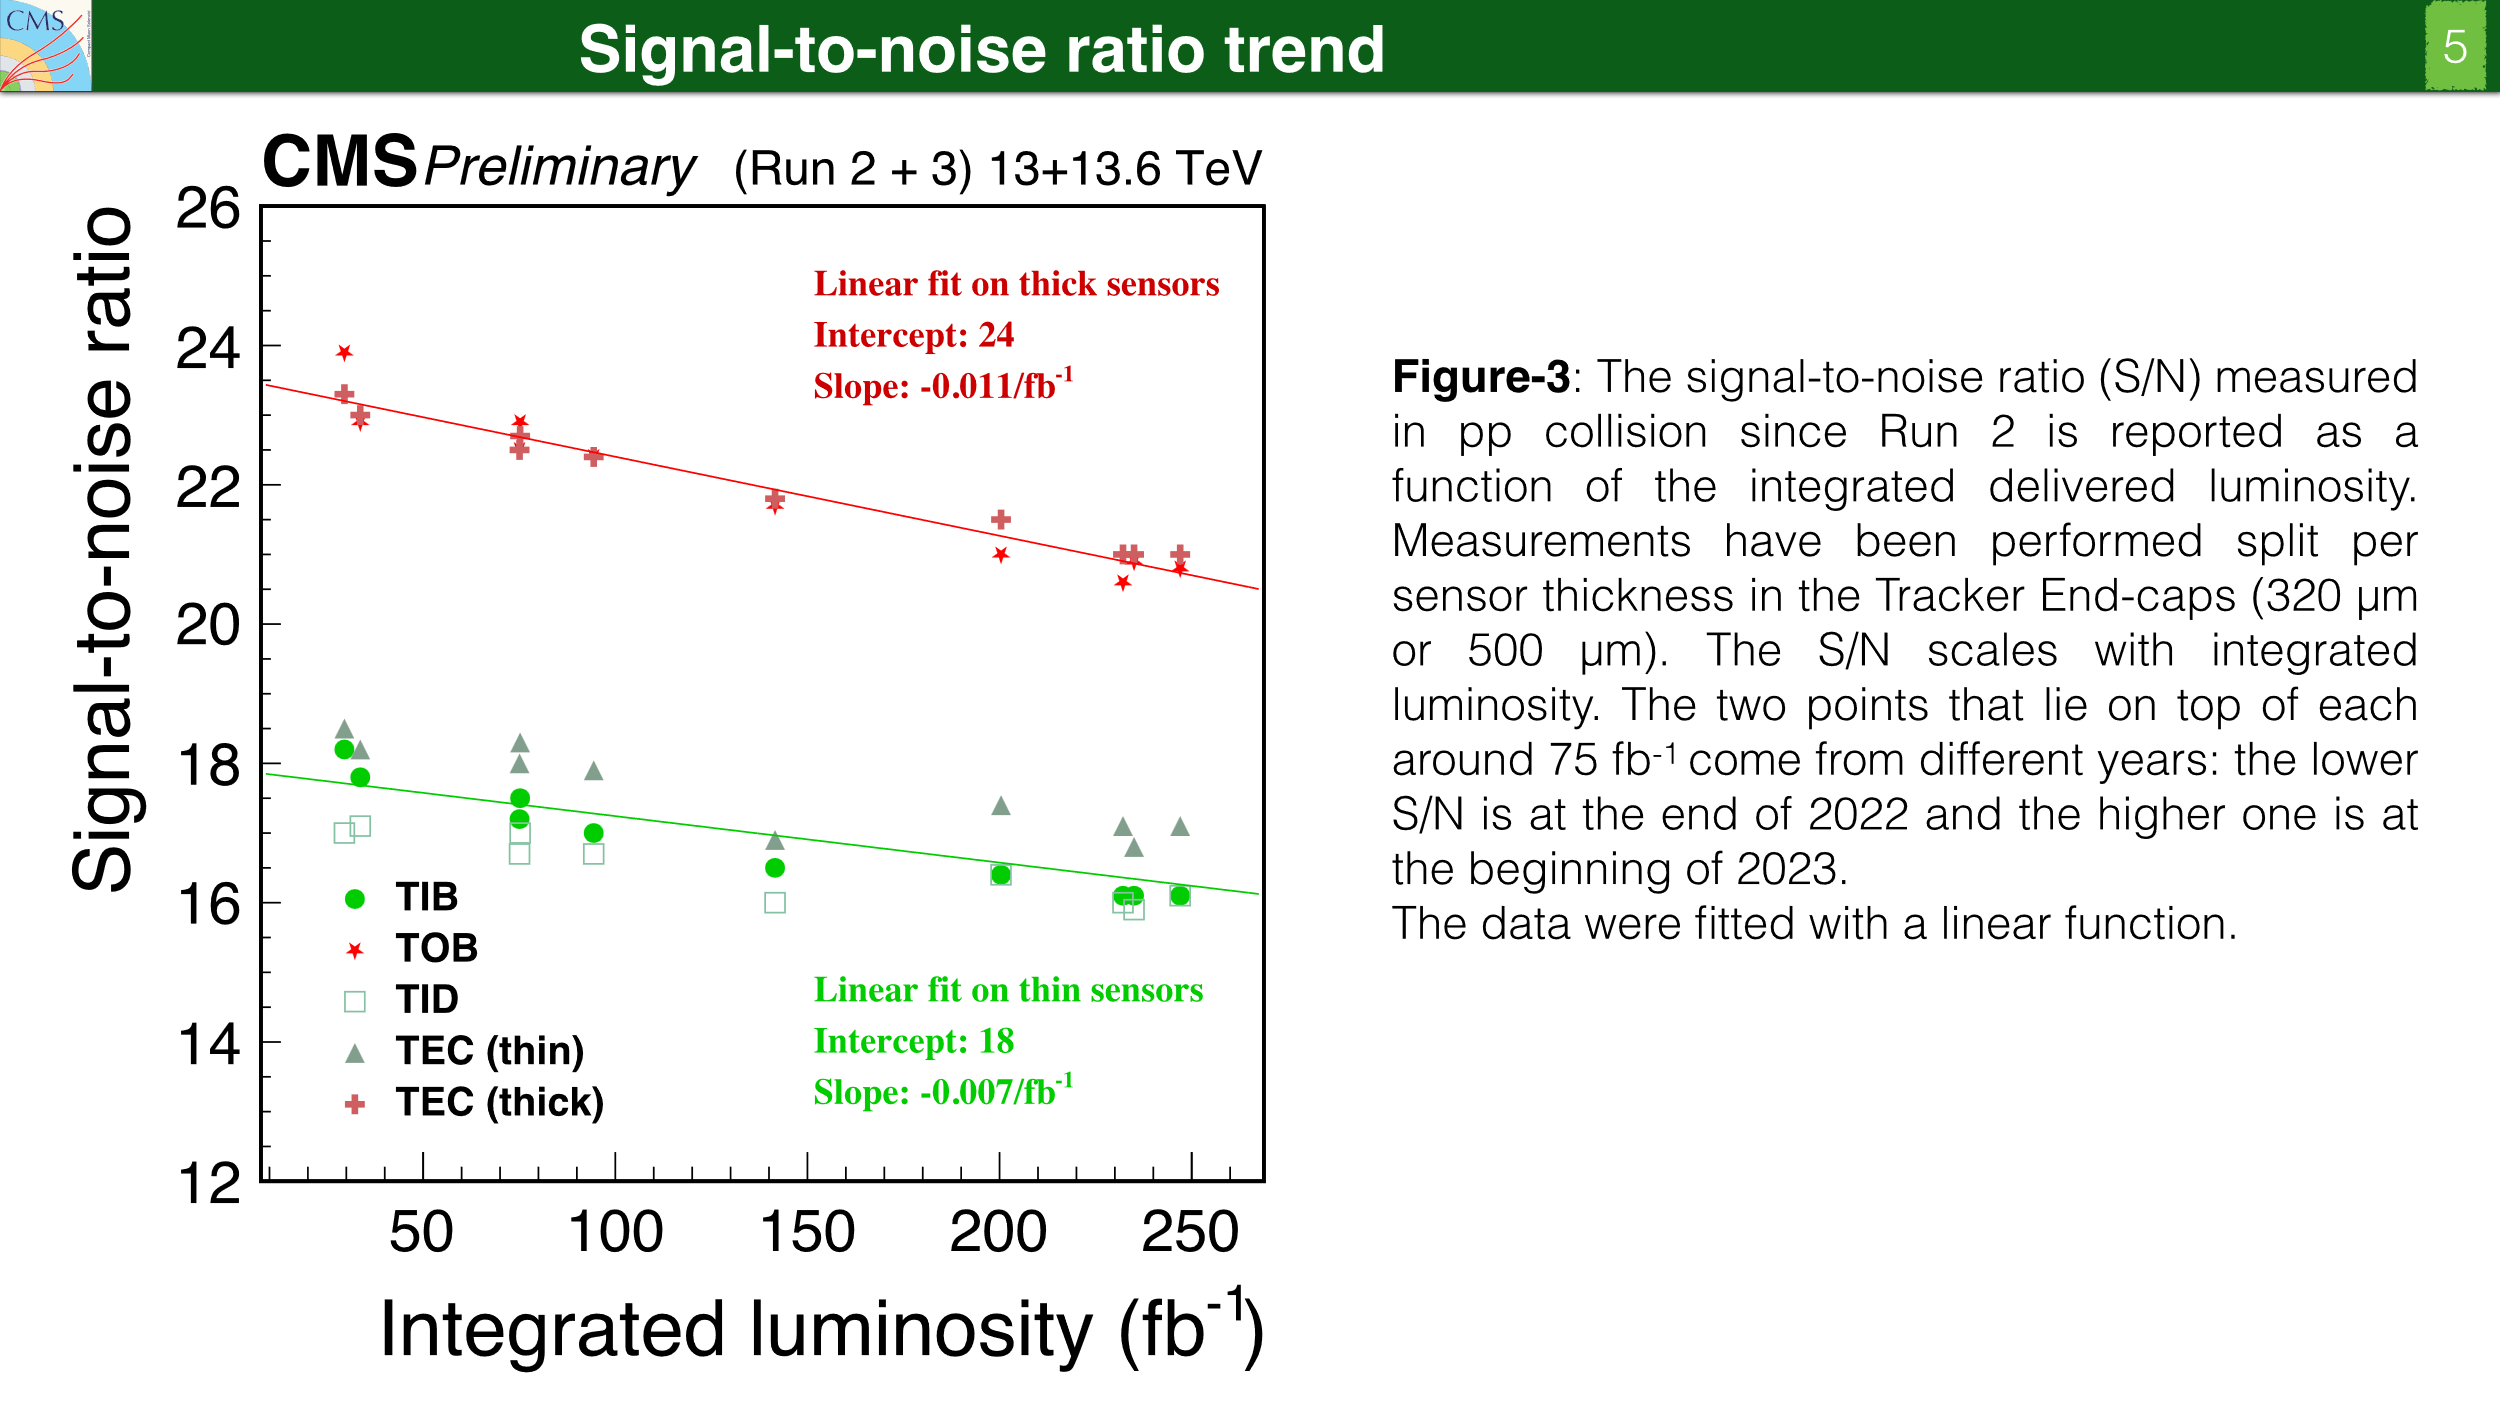 CMS
Signal-to-noise ratio trend
5
CMS Preliminary (Run 2 + 3) 13+13.6 TeV
Signal-to-noise ratio
26
24
22
20
18
16
14
12
Linear fit on thick sensors
Intercept: 24
Slope: -0.011/fb⁻¹
TIB
TOB
TID
TEC (thin)
TEC (thick)
Linear fit on thin sensors
Intercept: 18
Slope: -0.007/fb⁻¹
50 100 150 200 250
Integrated luminosity (fb⁻¹)
Figure-3: The signal-to-noise ratio (S/N) measured
in pp collision since Run 2 is reported as a
function of the integrated delivered luminosity.
Measurements have been performed split per
sensor thickness in the Tracker End-caps (320 µm
or 500 µm). The S/N scales with integrated
luminosity. The two points that lie on top of each
around 75 fb-¹ come from different years: the lower
S/N is at the end of 2022 and the higher one is at
the beginning of 2023.
The data were fitted with a linear function.